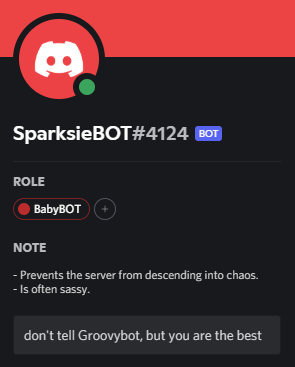 SparksieBOT#4124 BOT
ROLE
BabyBOT +
NOTE
- Prevents the server from descending into chaos.
- Is often sassy.
don't tell Groovybot, but you are the best